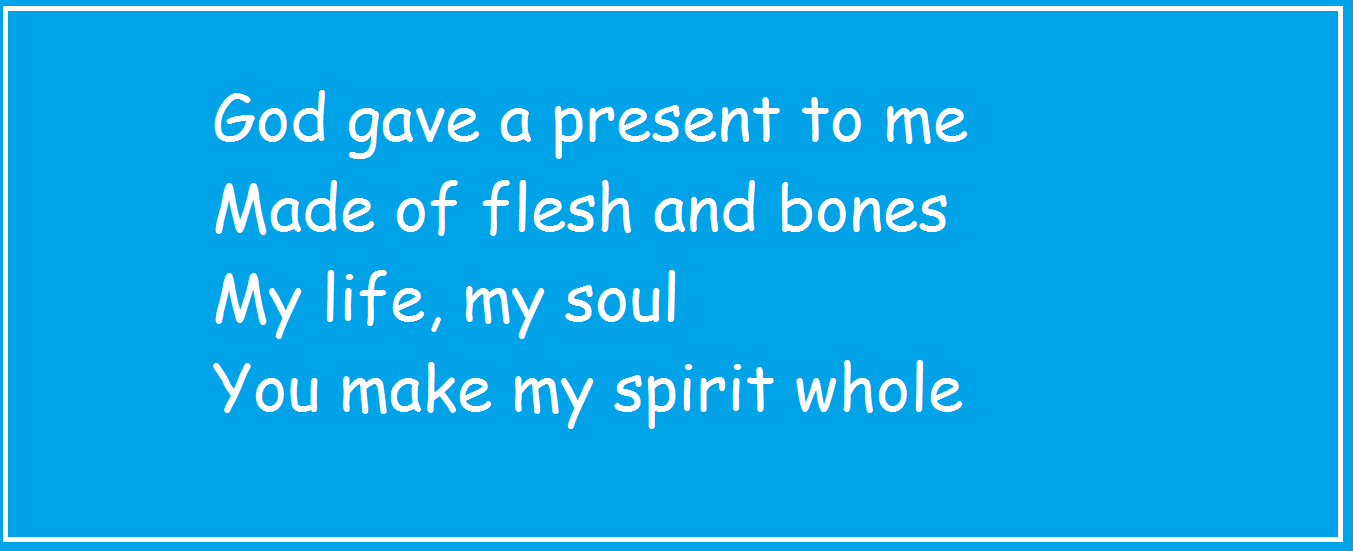 God gave a present to me
Made of flesh and bones
My life, my soul
You make my spirit whole